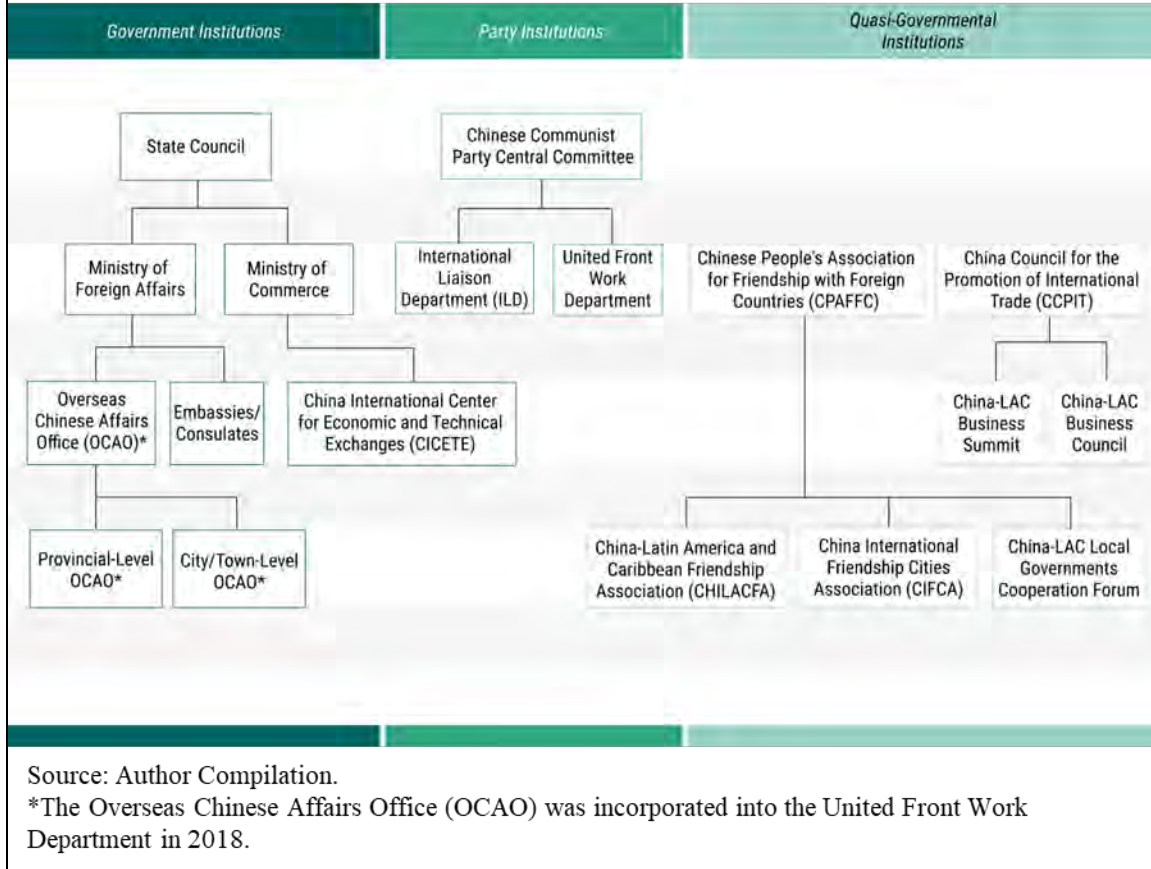 Government Institutions
Party Institutions
Quasi-Governmental
Institutions
State Council
Chinese Communist
Party Central Committee
Ministry of
Foreign Affairs
Ministry of
Commerce
International
Liaison
Department (ILD)
United Front
Work
Department
Chinese People's Association
for Friendship with Foreign
Countries (CPAFFC)
China Council for the
Promotion of International
Trade (CCPIT)
Overseas
Chinese Affairs
Office (OCAO)*
Embassies/
Consulates
China International Center
for Economic and Technical
Exchanges (CICETE)
China-LAC
Business
Summit
China-LAC
Business
Council
Provincial-Level
OCAO*
City/Town-Level
OCAO*
China-Latin America and
Caribbean Friendship
Association (CHILACFA)
China International
Friendship Cities
Association (CIFCA)
China-LAC Local
Governments
Cooperation Forum
Source: Author Compilation.
*The Overseas Chinese Affairs Office (OCAO) was incorporated into the United Front Work
Department in 2018.